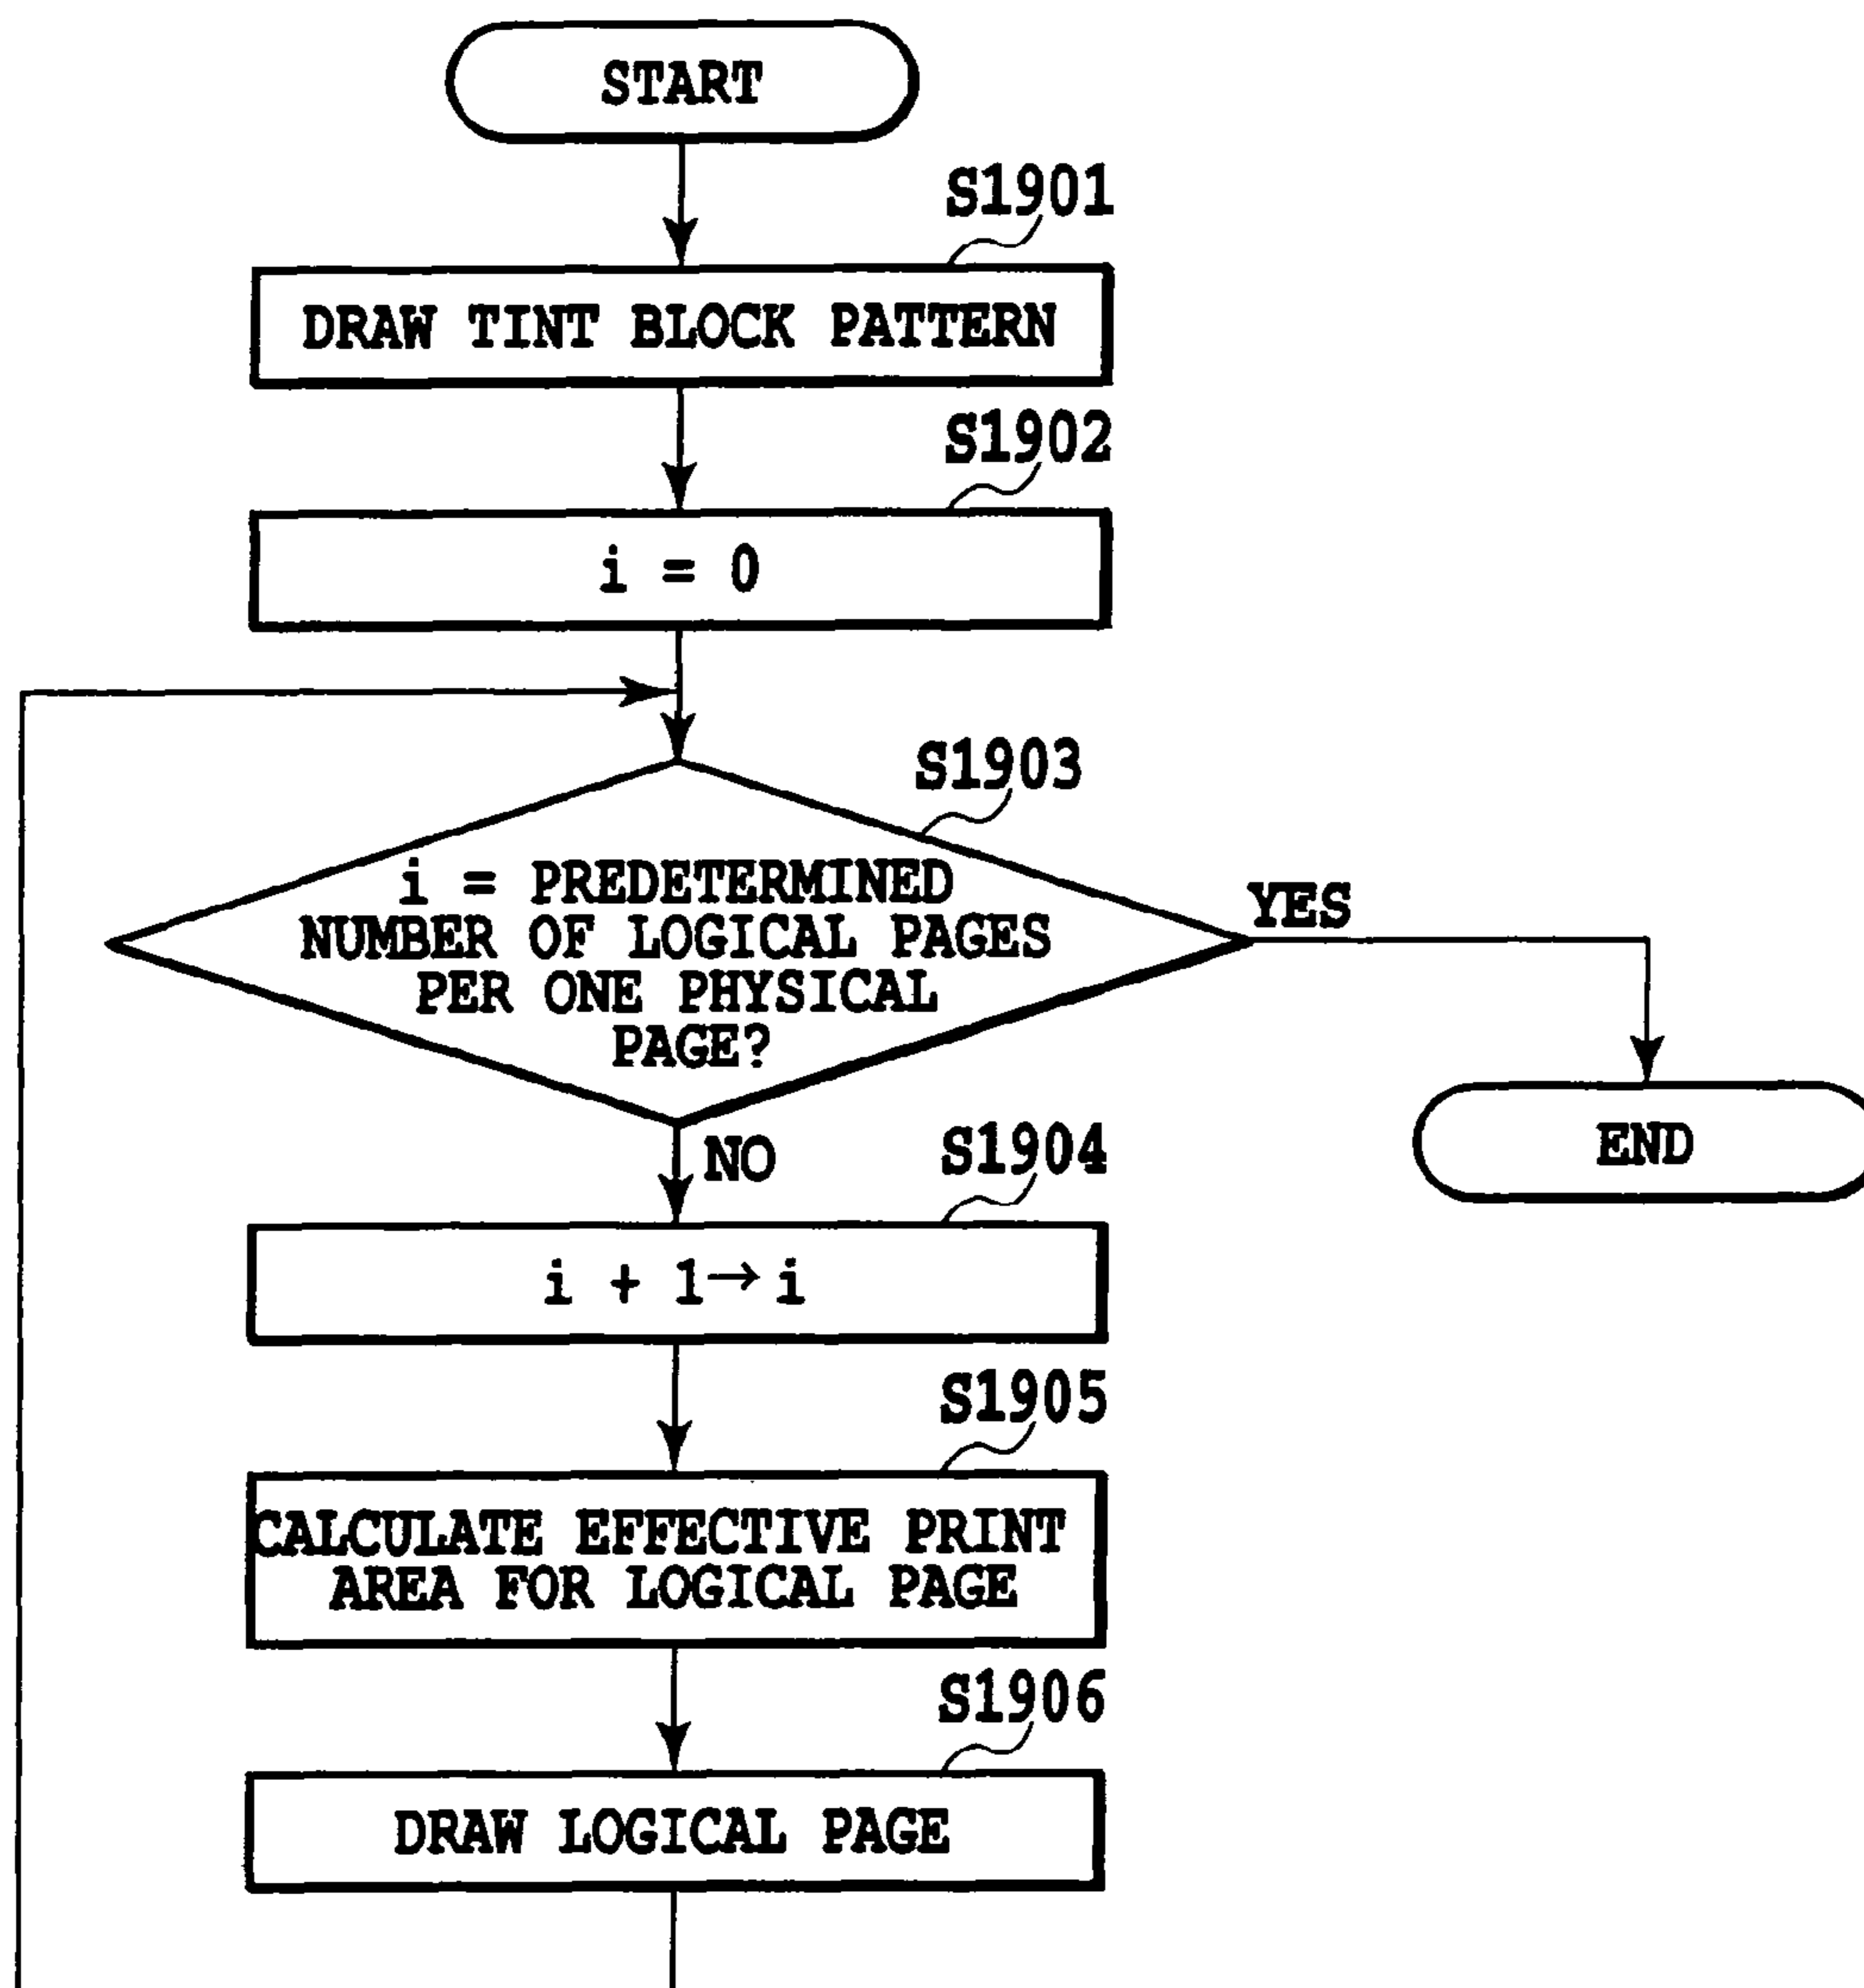 START
S1901
DRAW TINT BLOCK PATTERN
S1902
i = 0
S1903
i = PREDETERMINED
NUMBER OF LOGICAL PAGES
PER ONE PHYSICAL
PAGE?
YES
END
NO
S1904
i + 1→i
S1905
CALCULATE EFFECTIVE PRINT
AREA FOR LOGICAL PAGE
S1906
DRAW LOGICAL PAGE